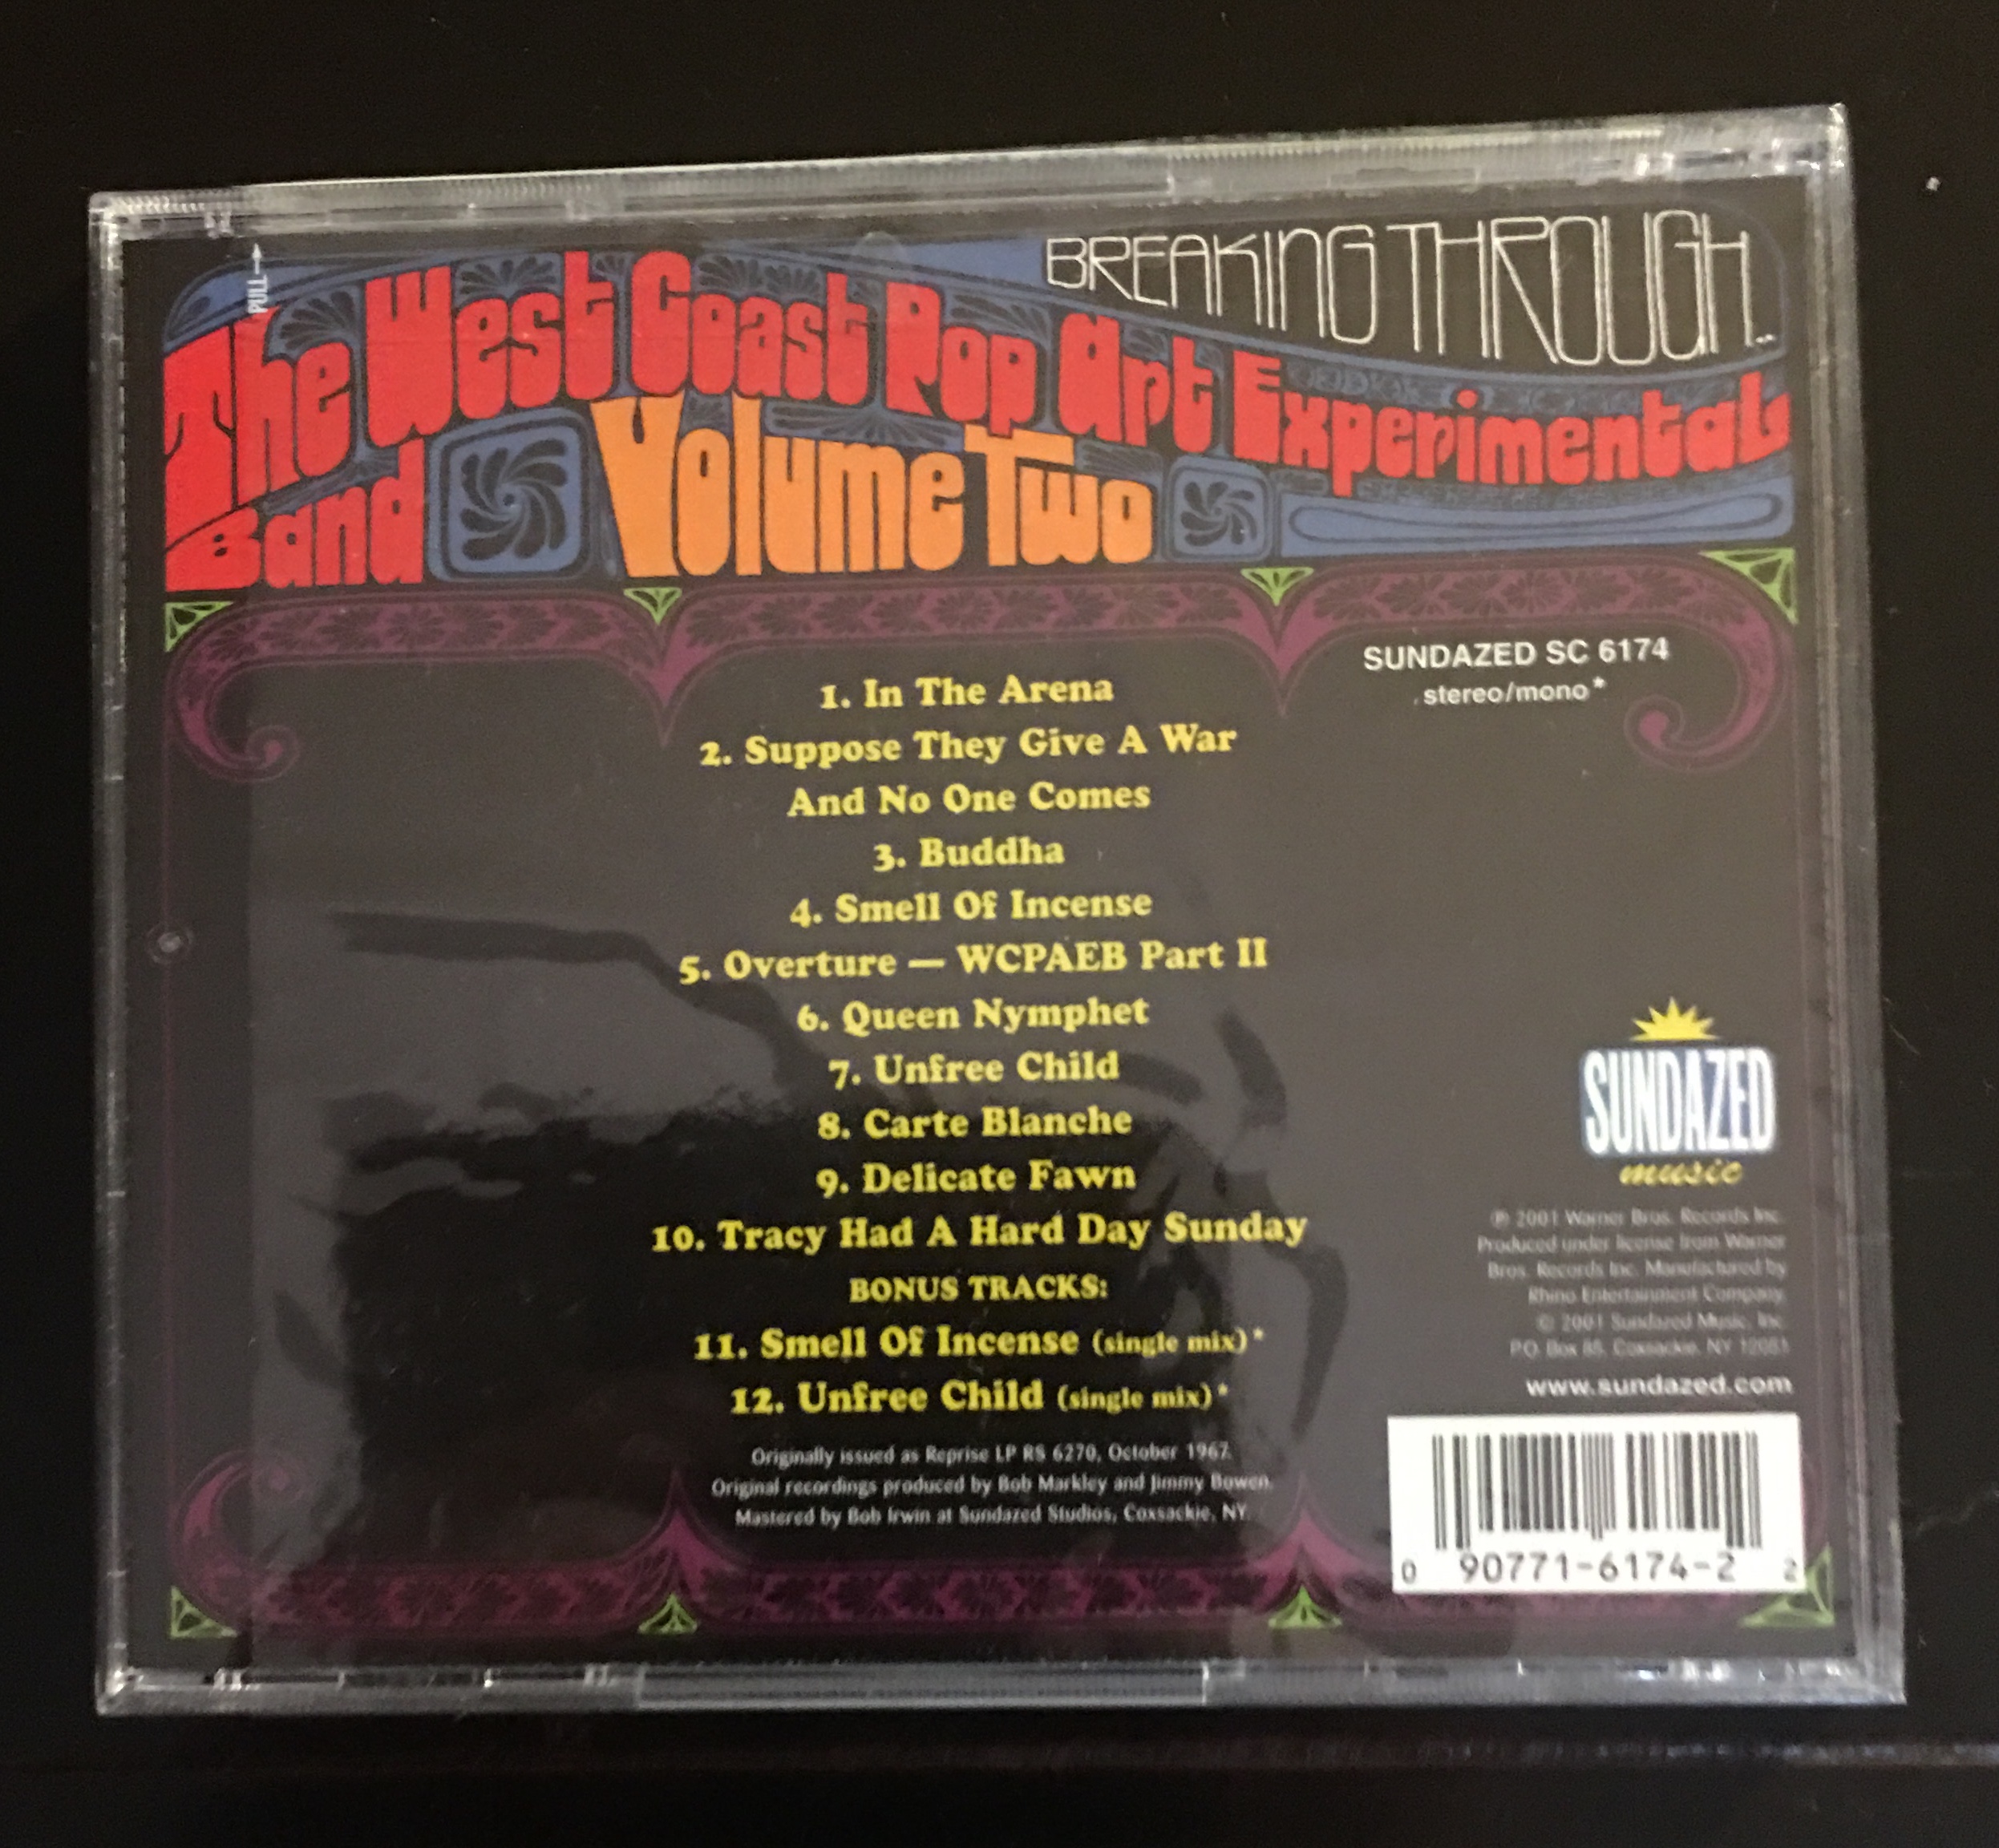 PULL→
BREAKING THROUGH...
The West Coast Pop Art Experimental
Band Volume Two
SUNDAZED SC 6174
stereo/mono*
1. In The Arena
2. Suppose They Give A War
And No One Comes
3. Buddha
4. Smell Of Incense
5. Overture — WCPAEB Part II
6. Queen Nymphet
7. Unfree Child
8. Carte Blanche
9. Delicate Fawn
10. Tracy Had A Hard Day Sunday
BONUS TRACKS:
11. Smell Of Incense (single mix)*
12. Unfree Child (single mix)*
Originally issued as Reprise LP RS 6270, October 1967.
Original recordings produced by Bob Markley and Jimmy Bowen.
Mastered by Bob Irwin at Sundazed Studios, Coxsackie, NY.
SUNDAZED
music
℗ 2001 Warner Bros. Records Inc.
Produced under license from Warner
Bros. Records Inc. Manufactured by
Rhino Entertainment Company.
© 2001 Sundazed Music, Inc.
P.O. Box 85, Coxsackie, NY 12051
www.sundazed.com
0 90771-6174-2 2